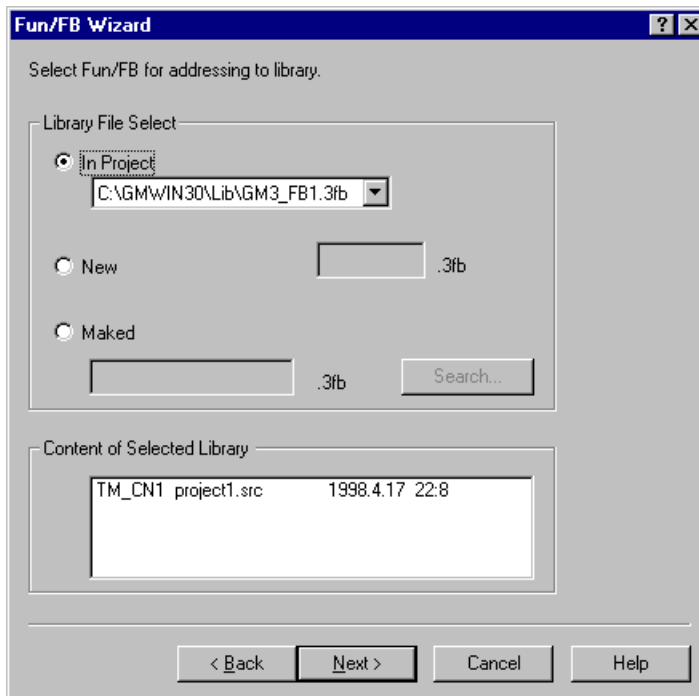 Fun/FB Wizard
Select Fun/FB for addressing to library.
Library File Select
In Project
C:\GMWIN30\Lib\GM3_FB1.3fb
New .3fb
Maked
.3fb Search...
Content of Selected Library
TM_CN1 project1.src 1998.4.17 22:8
< Back Next > Cancel Help